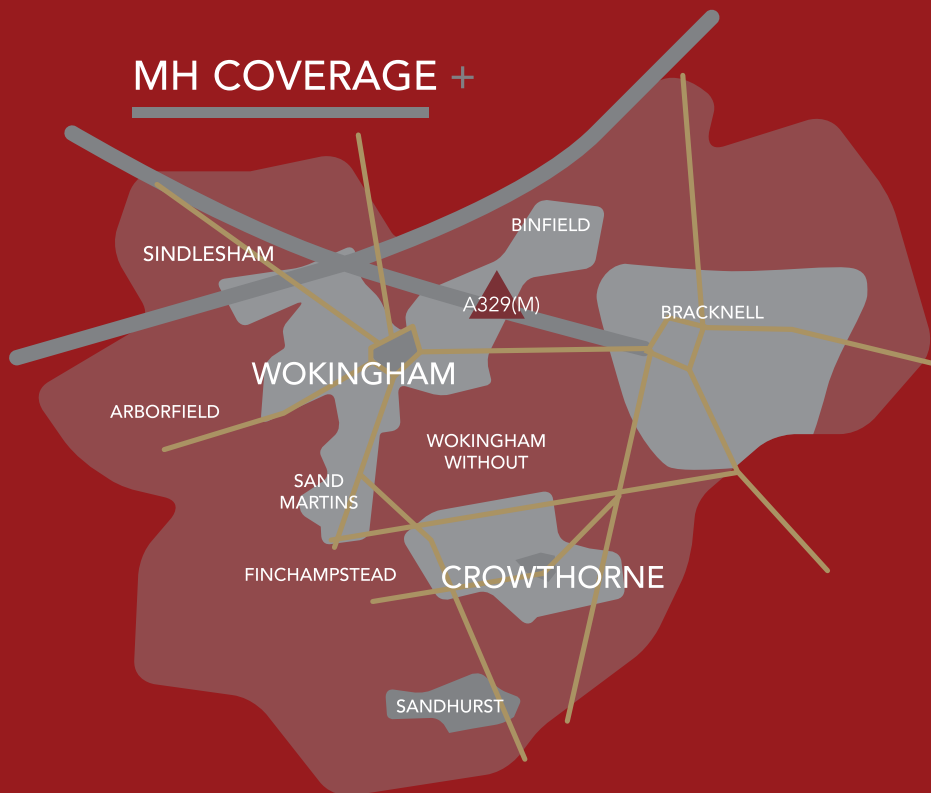 MH COVERAGE +
BINFIELD
SINDLESHAM
A329(M)
BRACKNELL
WOKINGHAM
ARBORFIELD
WOKINGHAM
WITHOUT
SAND
MARTINS
FINCHAMPSTEAD
CROWTHORNE
SANDHURST